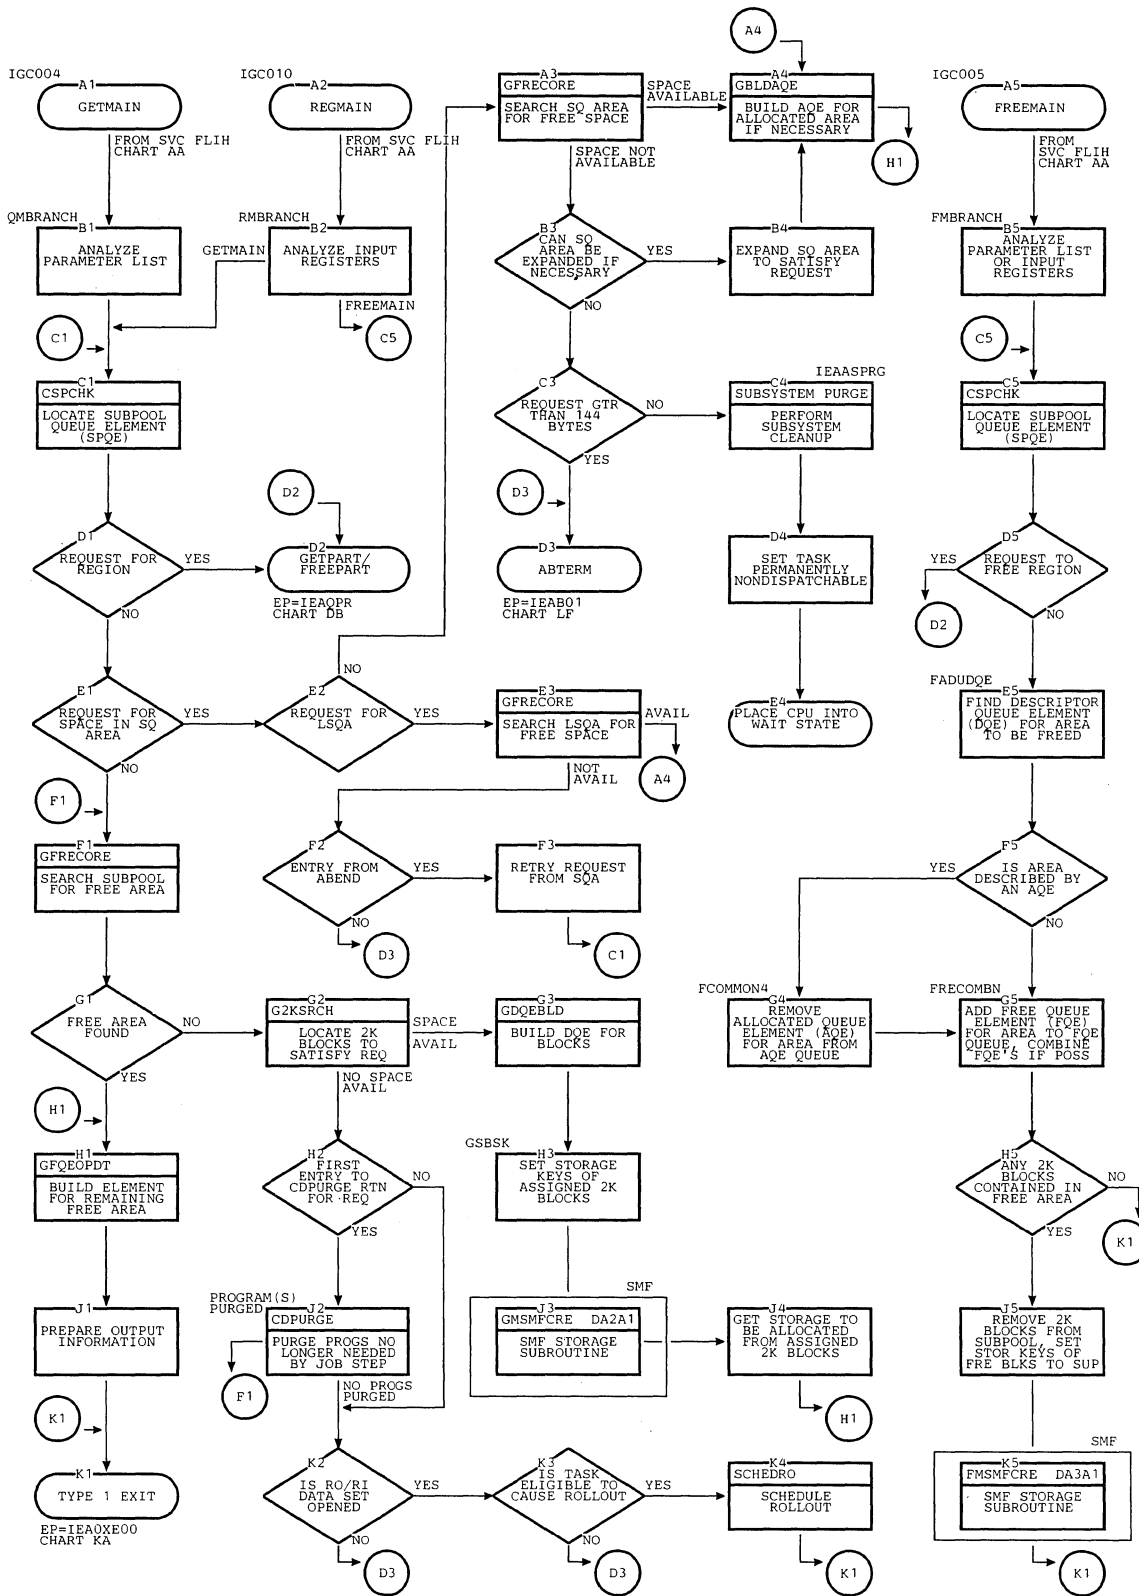 IGC004
A1
GETMAIN
FROM SVC FLIH
CHART AA
QMBRANCH
B1
ANALYZE
PARAMETER LIST
C1
C1
CSPCHK
LOCATE SUBPOOL
QUEUE ELEMENT
(SPQE)
D1
REQUEST FOR
REGION
YES
NO
E1
REQUEST FOR
SPACE IN SQ
AREA
YES
NO
F1
F1
GFRECORE
SEARCH SUBPOOL
FOR FREE AREA
G1
FREE AREA
FOUND
NO
YES
H1
H1
GFQEOPDT
BUILD ELEMENT
FOR REMAINING
FREE AREA
J1
PREPARE OUTPUT
INFORMATION
K1
K1
TYPE 1 EXIT
EP=IEA0XE00
CHART KA
IGC010
A2
REGMAIN
FROM SVC FLIH
CHART AA
RMBRANCH
B2
GETMAIN
ANALYZE INPUT
REGISTERS
FREEMAIN
C5
D2
D2
GETPART/
FREEPART
EP=IEAQPR
CHART DB
NO
E2
REQUEST FOR
LSQA
YES
F2
ENTRY FROM
ABEND
YES
NO
D3
G2
G2KSRCH
LOCATE 2K
BLOCKS TO
SATISFY REQ
SPACE
AVAIL
NO SPACE
AVAIL
H2
FIRST
ENTRY TO
CDPURGE RTN
FOR REQ
NO
YES
PROGRAM(S)
PURGED
J2
CDPURGE
PURGE PROGS NO
LONGER NEEDED
BY JOB STEP
F1
NO PROGS
PURGED
K2
IS RO/RI
DATA SET
OPENED
YES
NO
D3
A3
GFRECORE
SEARCH SQ AREA
FOR FREE SPACE
SPACE
AVAILABLE
SPACE NOT
AVAILABLE
B3
CAN SQ
AREA BE
EXPANDED IF
NECESSARY
YES
NO
C3
REQUEST GTR
THAN 144
BYTES
NO
YES
D3
D3
ABTERM
EP=IEAB01
CHART LF
E3
GFRECORE
SEARCH LSQA FOR
FREE SPACE
AVAIL
A4
NOT
AVAIL
F3
RETRY REQUEST
FROM SQA
C1
G3
GDQEBLD
BUILD DQE FOR
BLOCKS
GSBSK
H3
SET STORAGE
KEYS OF
ASSIGNED 2K
BLOCKS
SMF
J3
GMSMFCRE DA2A1
SMF STORAGE
SUBROUTINE
K3
IS TASK
ELIGIBLE TO
CAUSE ROLLOUT
YES
NO
D3
A4
A4
GBLDAQE
BUILD AQE FOR
ALLOCATED AREA
IF NECESSARY
H1
B4
EXPAND SQ AREA
TO SATISFY
REQUEST
IEAASPRG
C4
SUBSYSTEM PURGE
PERFORM
SUBSYSTEM
CLEANUP
D4
SET TASK
PERMANENTLY
NONDISPATCHABLE
E4
PLACE CPU INTO
WAIT STATE
FCOMMON4
G4
REMOVE
ALLOCATED QUEUE
ELEMENT (AQE)
FOR AREA FROM
AQE QUEUE
J4
GET STORAGE TO
BE ALLOCATED
FROM ASSIGNED
2K BLOCKS
H1
K4
SCHEDRO
SCHEDULE
ROLLOUT
K1
IGC005
A5
FREEMAIN
FROM
SVC FLIH
CHART AA
FMBRANCH
B5
ANALYZE
PARAMETER LIST
OR INPUT
REGISTERS
C5
C5
CSPCHK
LOCATE SUBPOOL
QUEUE ELEMENT
(SPQE)
D5
YES
REQUEST TO
FREE REGION
D2
NO
FADUDQE
E5
FIND DESCRIPTOR
QUEUE ELEMENT
(DQE) FOR AREA
TO BE FREED
F5
YES
IS AREA
DESCRIBED BY
AN AQE
NO
FRECOMBN
G5
ADD FREE QUEUE
ELEMENT (FQE)
FOR AREA TO FQE
QUEUE, COMBINE
FQE'S IF POSS
H5
ANY 2K
BLOCKS
CONTAINED IN
FREE AREA
NO
K1
YES
J5
REMOVE 2K
BLOCKS FROM
SUBPOOL, SET
STOR KEYS OF
FRE BLKS TO SUP
SMF
K5
FMSMFCRE DA3A1
SMF STORAGE
SUBROUTINE
K1